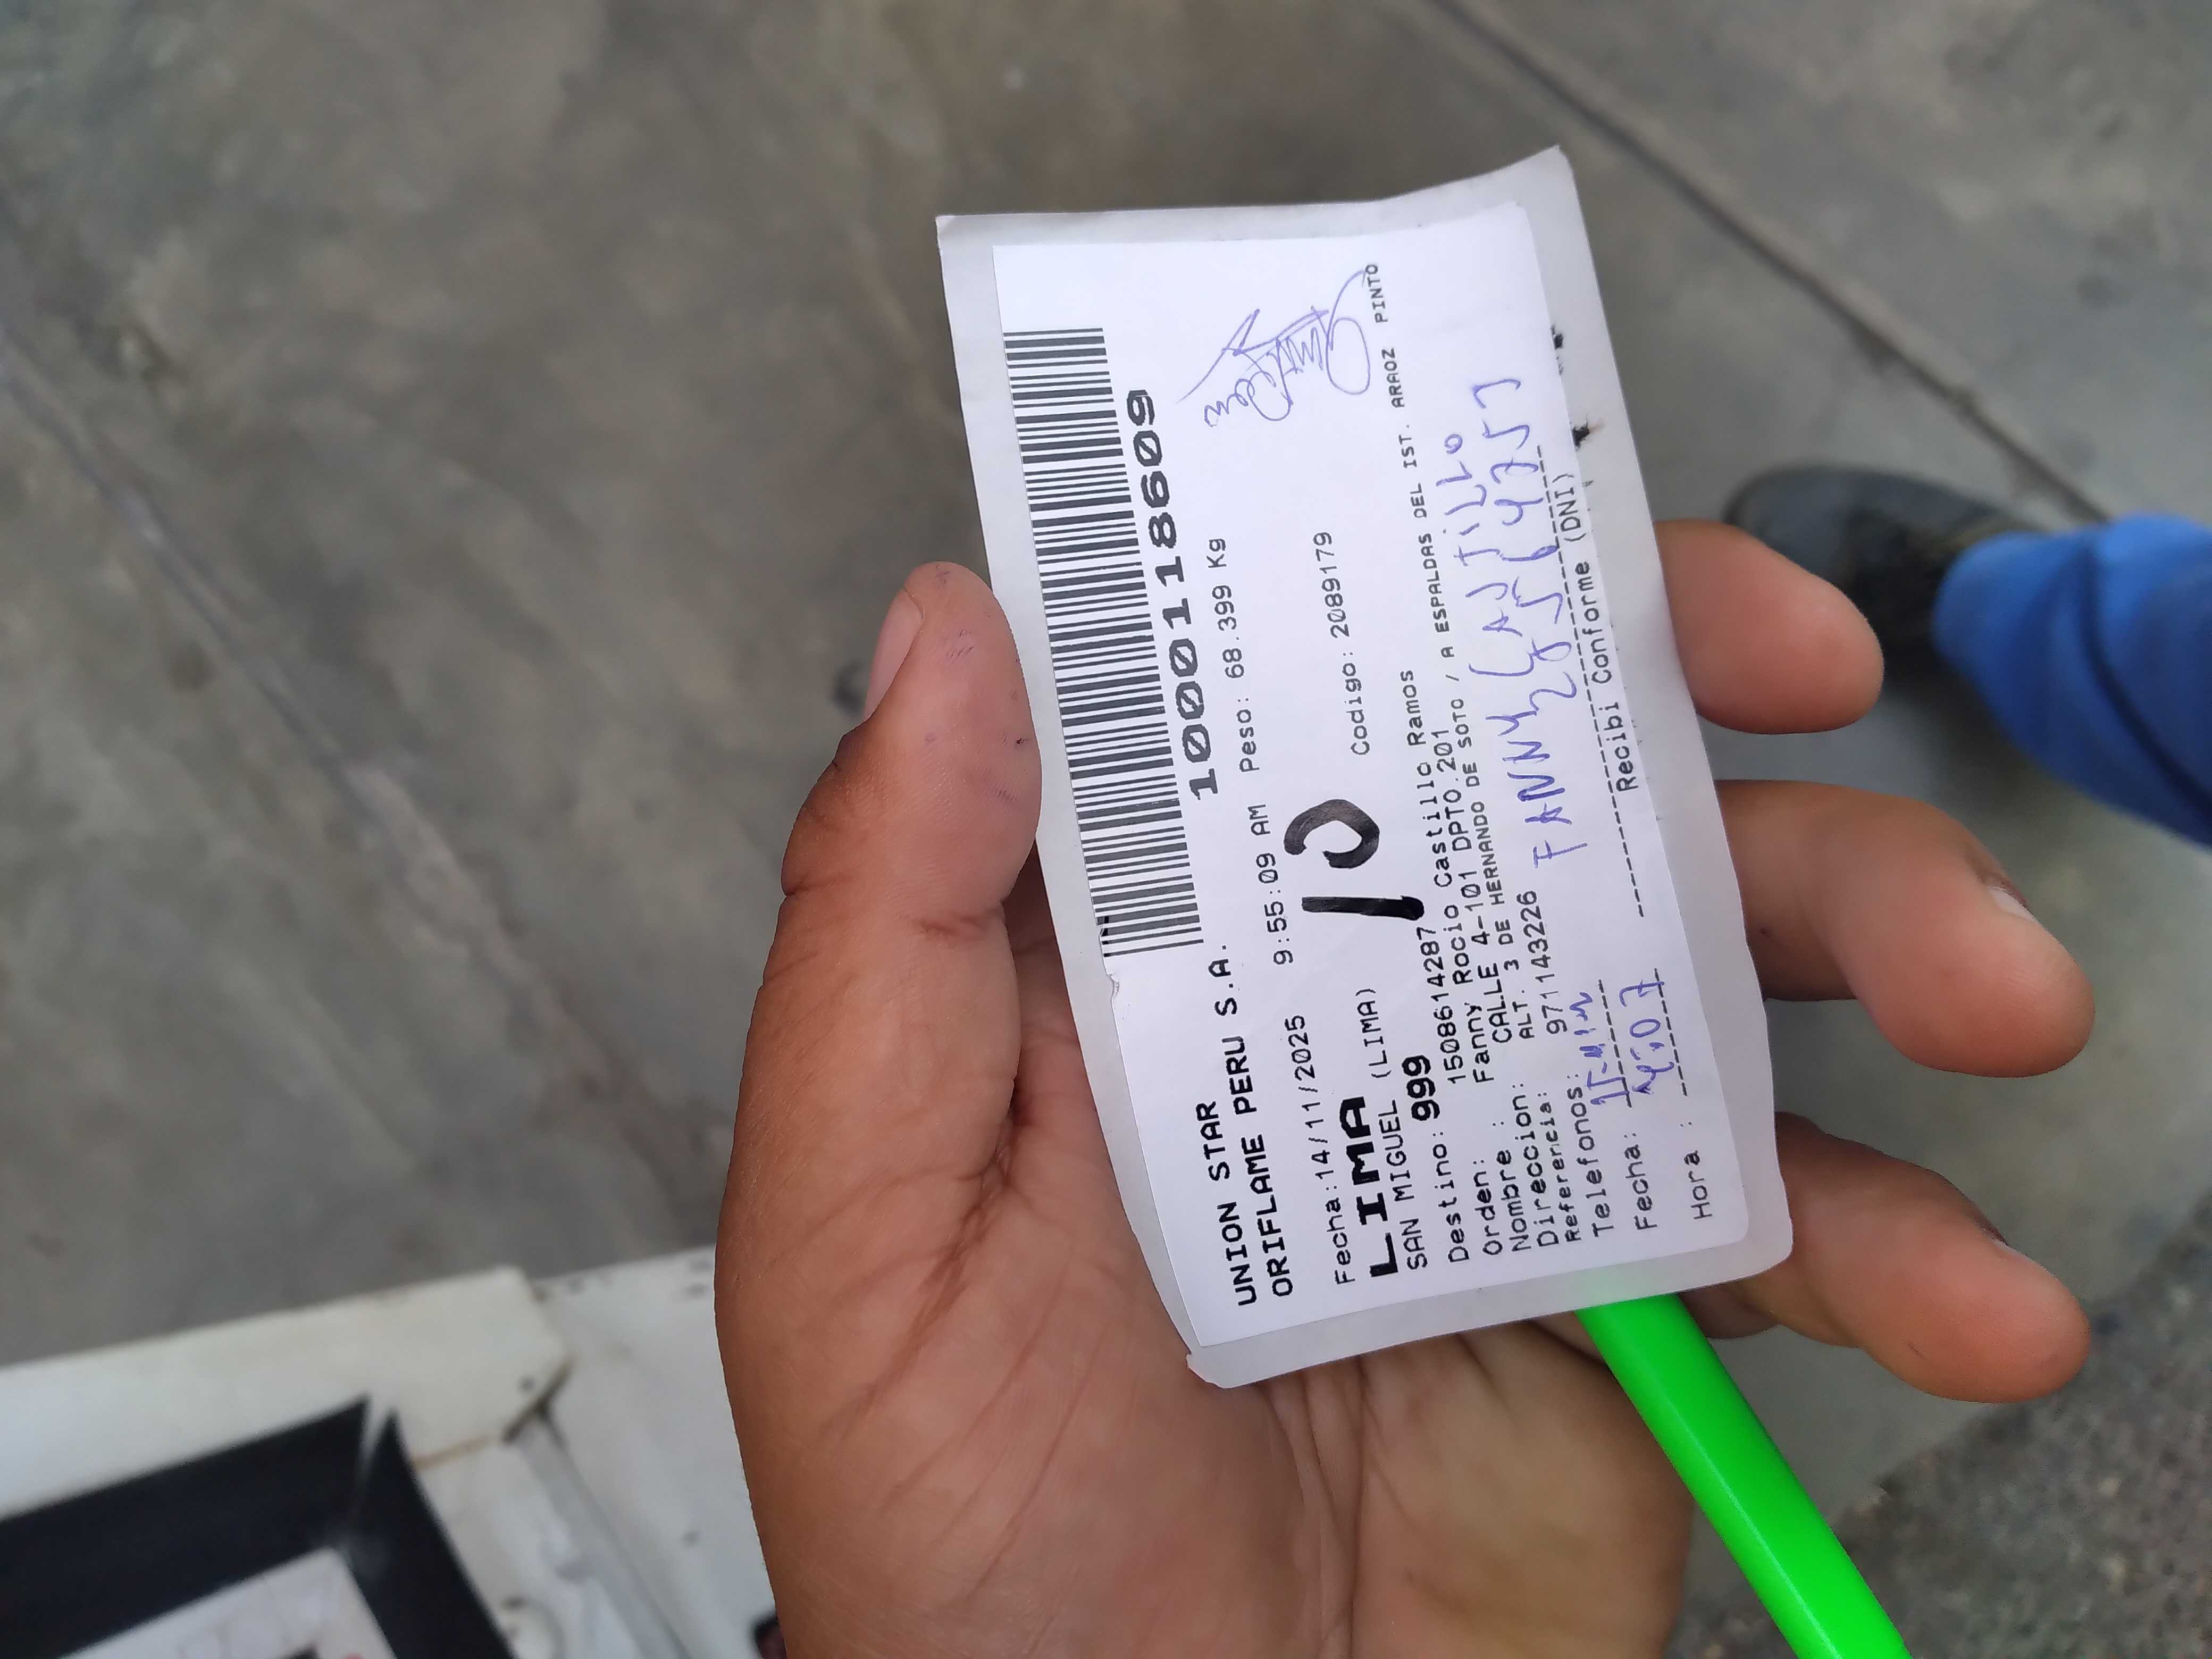 1000118609
UNION STAR
ORIFLAME PERU S.A.
Fecha:14/11/2025 9:55:09 AM Peso: 68.399 Kg
LIMA 10
SAN MIGUEL (LIMA) Codigo: 2089179
Destino: 999
Orden: 1508614287
Nombre : Fanny Rocio Castillo Ramos
Direccion: CALLE 4-101 DPTO.201
Referencia: ALT. 3 DE HERNANDO DE SOTO / A ESPALDAS DEL IST. ARAOZ PINTO
Telefonos: 971143226
FANNY CASTILLO
Fecha:
Hora :
Recibi Conforme (DNI)